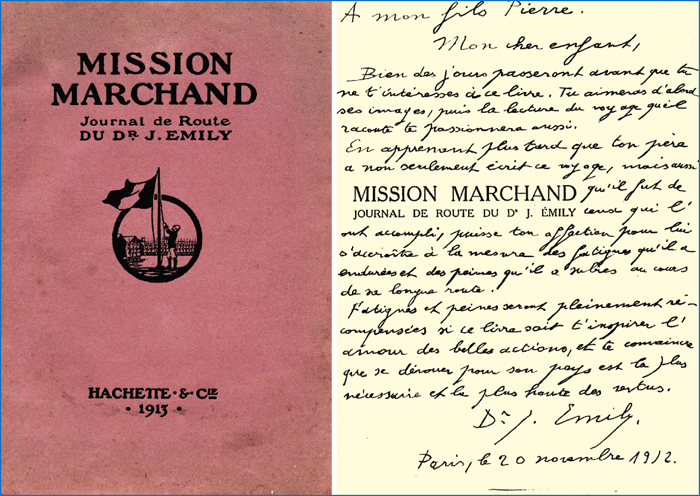 MISSION
MARCHAND
Journal de Route
DU DR J. EMILY
HACHETTE · & CIE
· 1913 ·
A mon fils Pierre.
Mon cher enfant,
Bien des jours passeront avant que tu
ne t'intéresses à ce livre. Tu aimeras d'abord
ses images, puis la lecture du voyage qu'il
raconte te passionnera aussi.
En apprenant plus tard que ton père
a non seulement écrit ce voyage, mais aussi
MISSION MARCHAND qu'il fut de
JOURNAL DE ROUTE DU Dr J. ÉMILY ceux qui l'
ont accompli, puisse ton affection pour lui
s'accroître à la mesure des fatigues qu'il a
endurées et des peines qu'il a subies au cours
de sa longue route.
Fatigues et peines seront pleinement ré-
compensées si ce livre sait t'inspirer l'
amour des belles actions, et te convaincre
que se dévouer pour son pays est la plus
nécessaire et la plus haute des vertus.
Dr J. Emily.
Paris, le 20 novembre 1912.